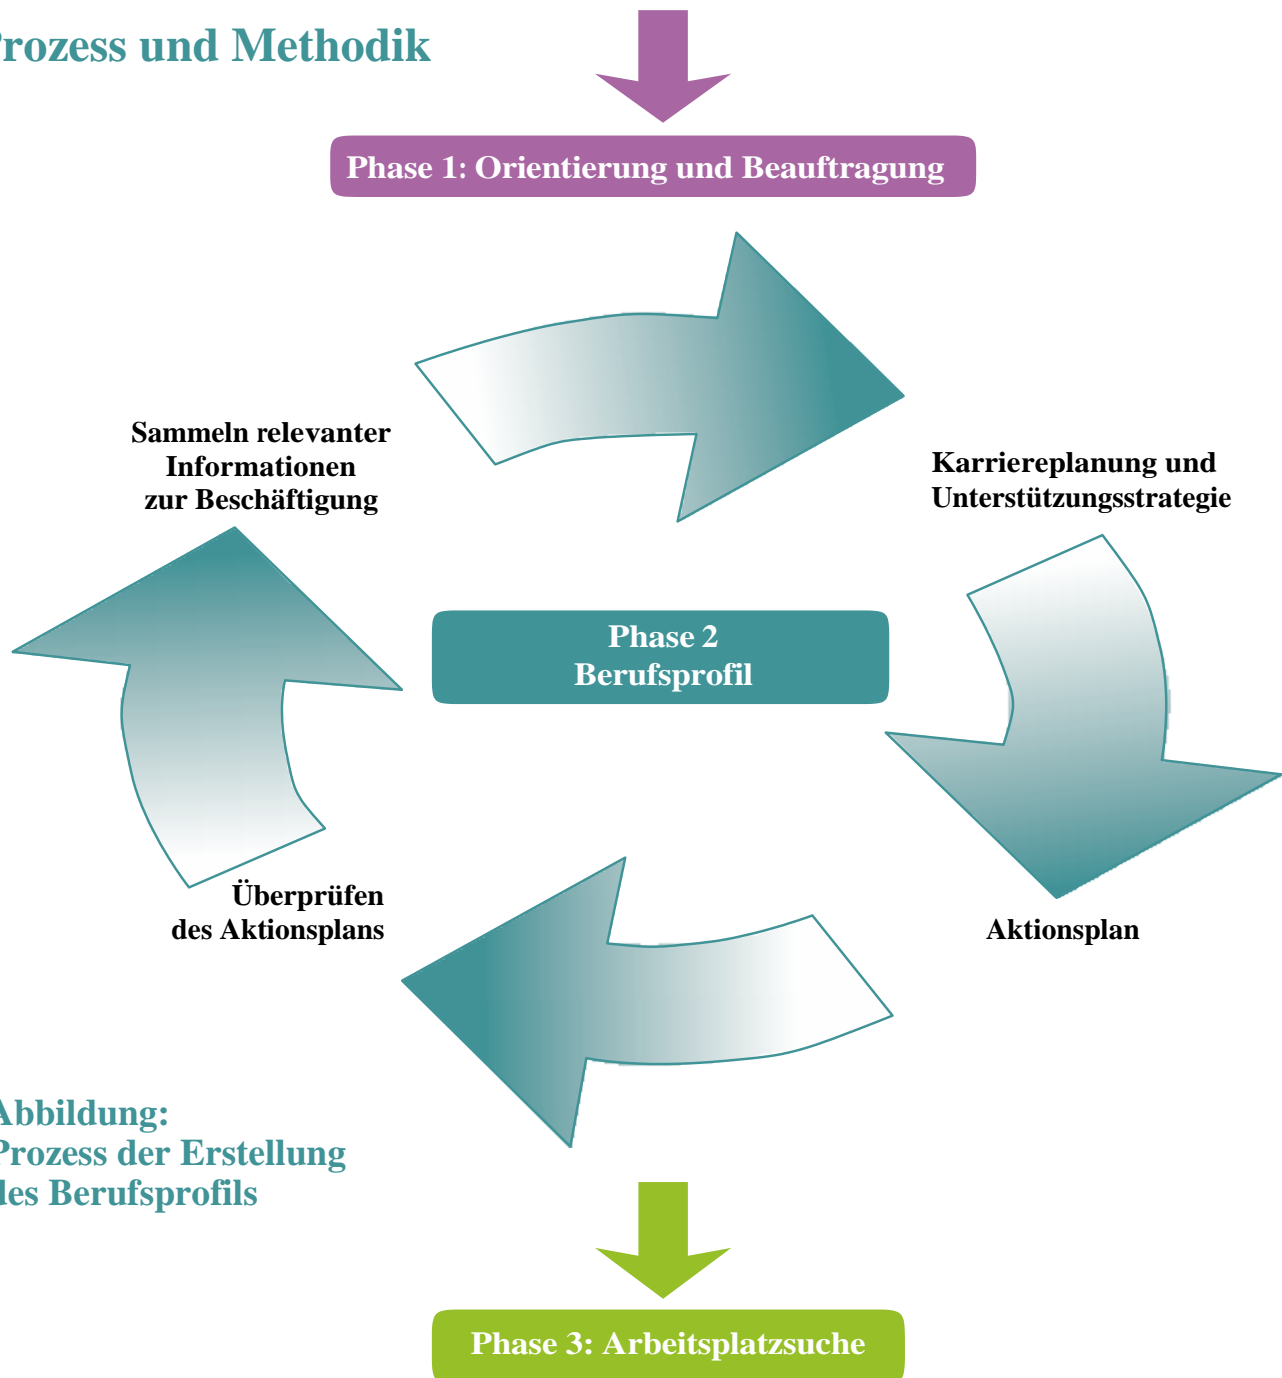 rozess und Methodik
Phase 1: Orientierung und Beauftragung
Sammeln relevanter
Informationen
zur Beschäftigung
Karriereplanung und
Unterstützungsstrategie
Phase 2
Berufsprofil
Überprüfen
des Aktionsplans
Aktionsplan
Abbildung:
Prozess der Erstellung
des Berufsprofils
Phase 3: Arbeitsplatzsuche